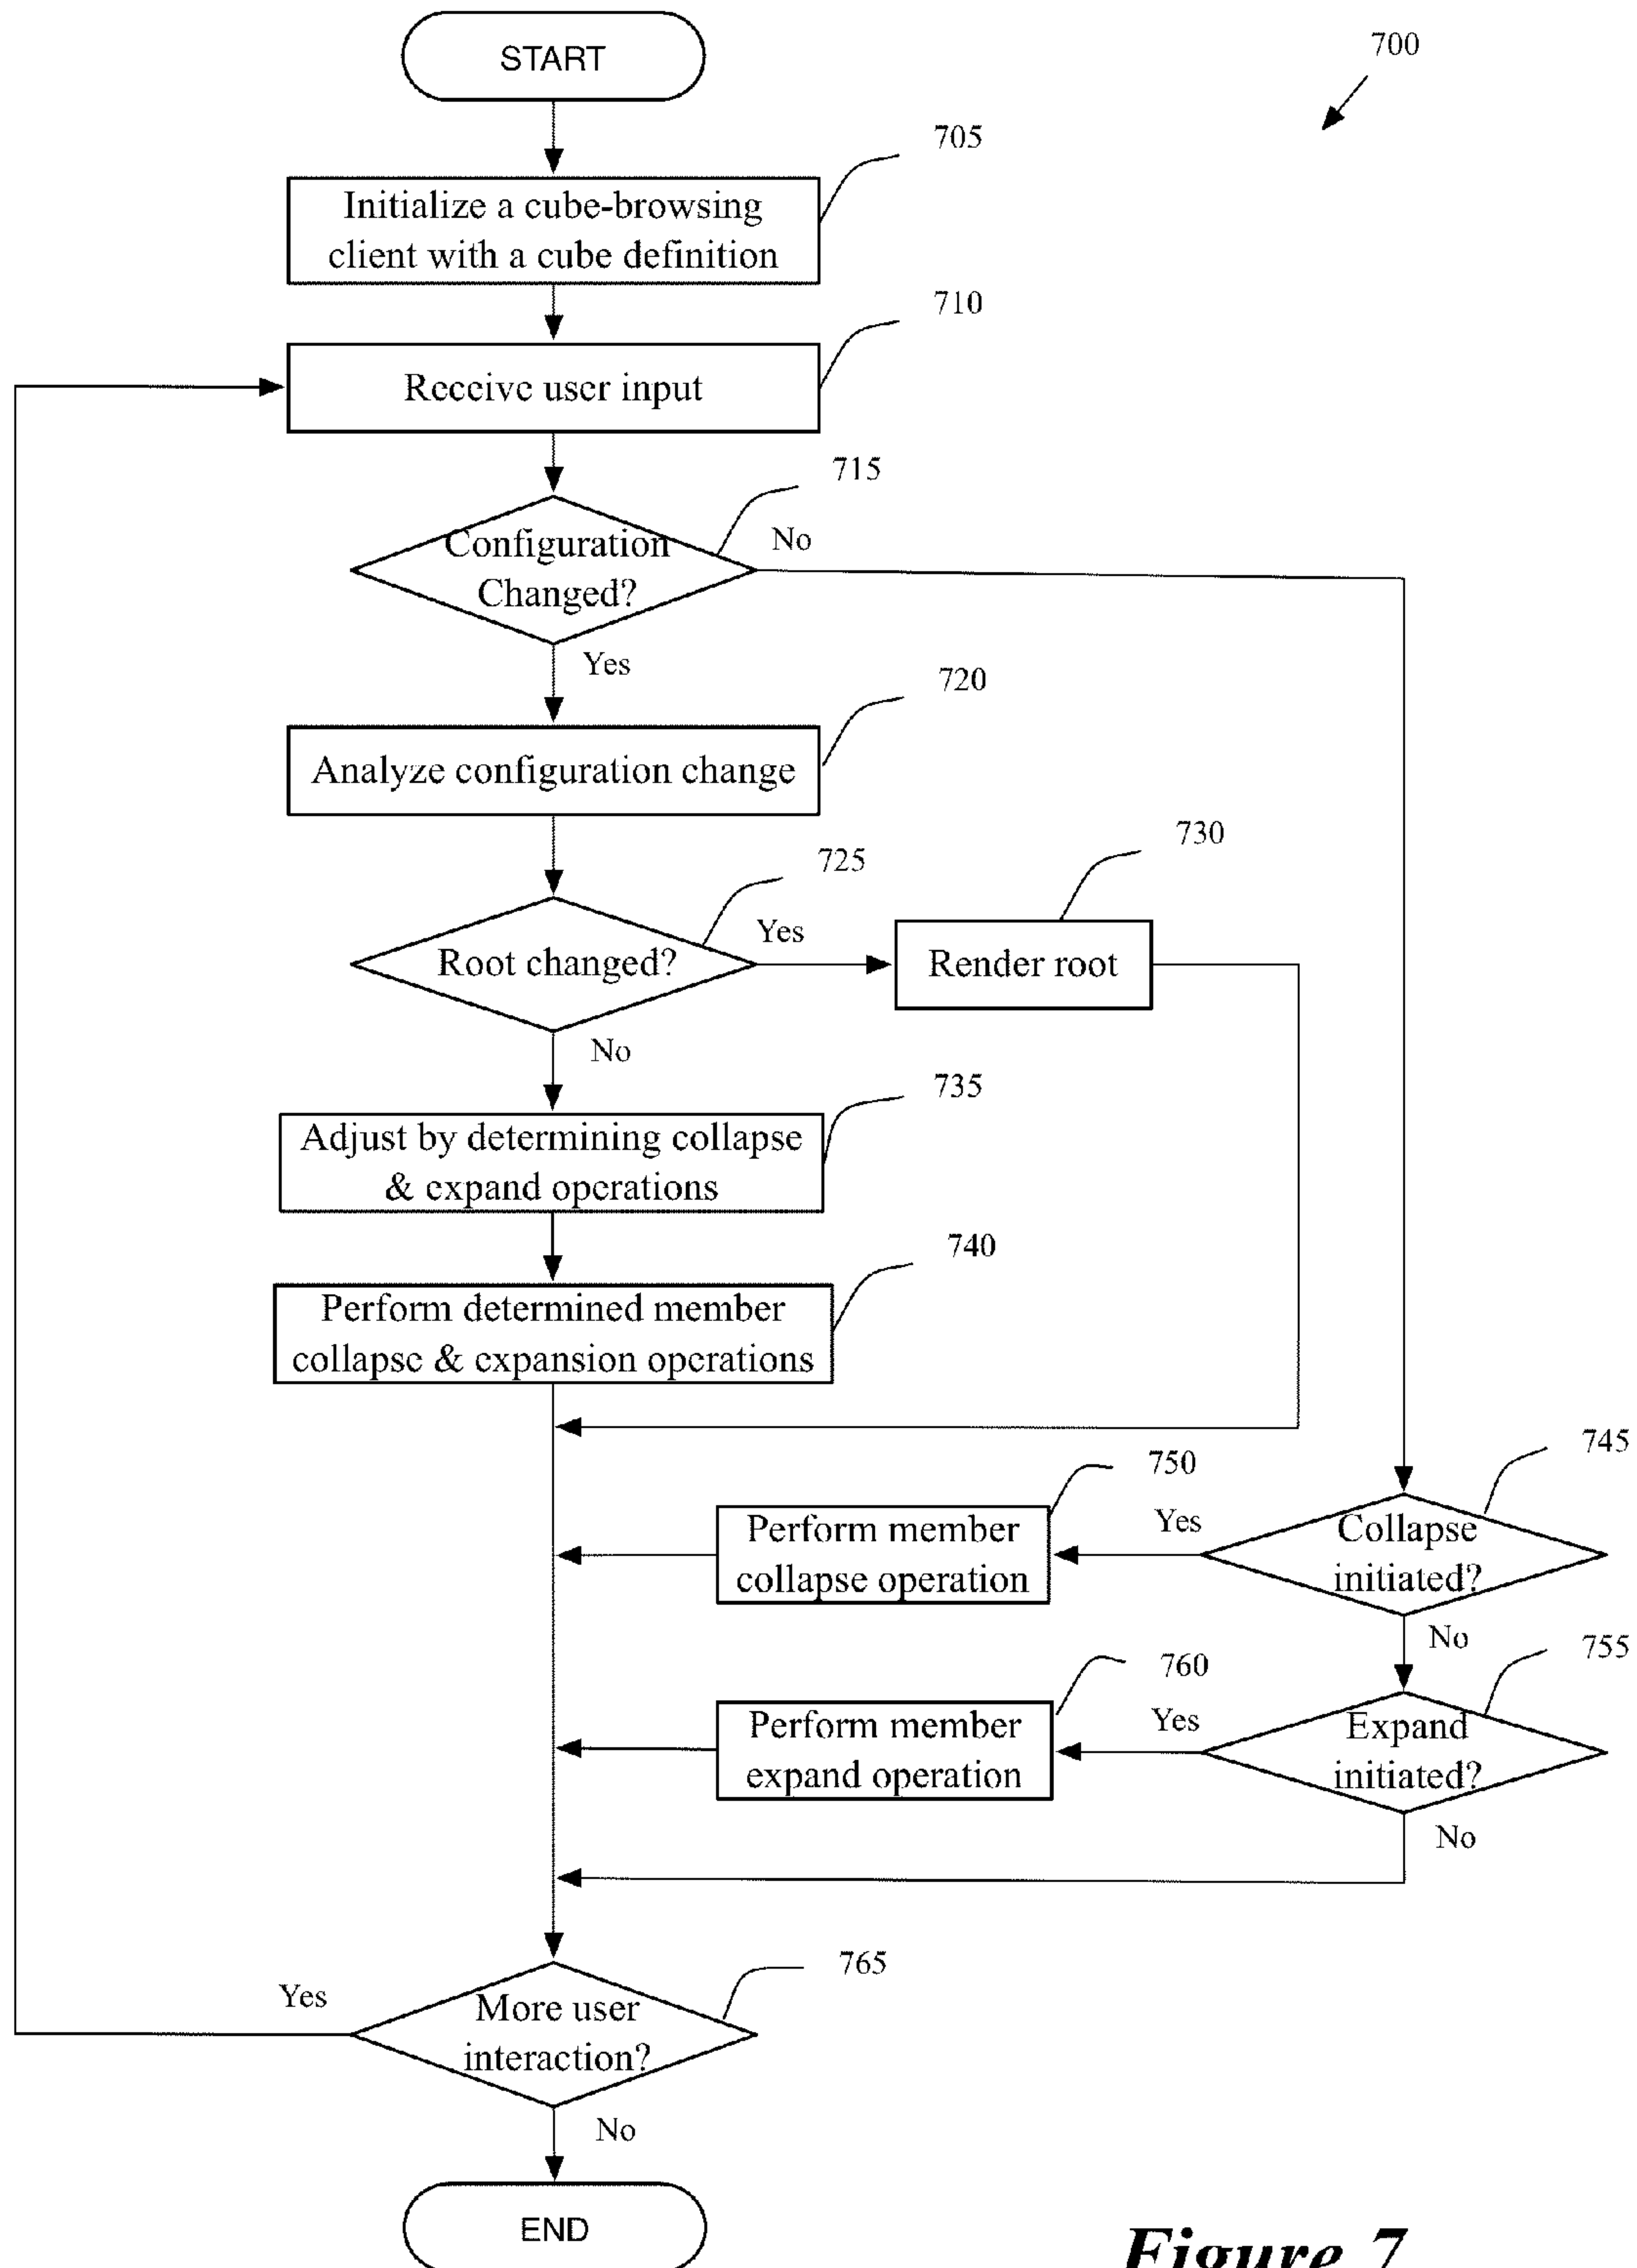 START
700
705
Initialize a cube-browsing
client with a cube definition
710
Receive user input
715
Configuration
Changed?
No
Yes
720
Analyze configuration change
725
Root changed?
Yes
730
Render root
No
735
Adjust by determining collapse
& expand operations
740
Perform determined member
collapse & expansion operations
745
Collapse
initiated?
Yes
750
Perform member
collapse operation
No
755
Expand
initiated?
Yes
760
Perform member
expand operation
No
765
More user
interaction?
Yes
No
END
Figure 7